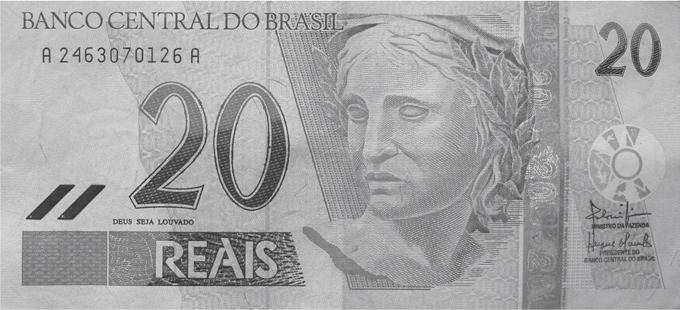 BANCO CENTRAL DO BRASIL
A 2463070126 A
20
20
DEUS SEJA LOUVADO
REAIS
MINISTRO DA FAZENDA
PRESIDENTE DO
BANCO CENTRAL DO BRASIL